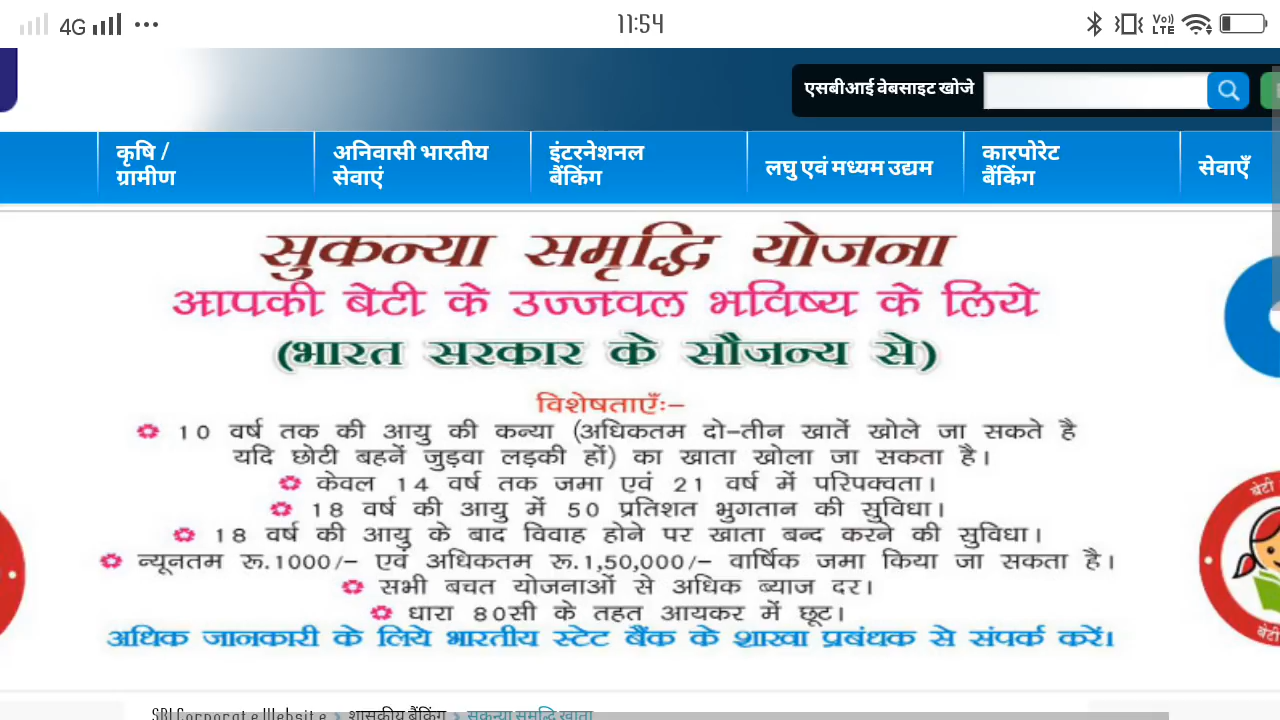 4G 11:54 Vo) LTE
एसबीआई वेबसाइट खोजे
कृषि / ग्रामीण
अनिवासी भारतीय सेवाएं
इंटरनेशनल बैंकिंग
लघु एवं मध्यम उद्यम
कारपोरेट बैंकिंग
सेवाएँ
सुकन्या समृद्धि योजना
आपकी बेटी के उज्जवल भविष्य के लिये
(भारत सरकार के सौजन्य से)
विशेषताएँः–
10 वर्ष तक की आयु की कन्या (अधिकतम दो–तीन खातें खोले जा सकते है
यदि छोटी बहनें जुड़वा लड़की हों) का खाता खोला जा सकता है।
केवल 14 वर्ष तक जमा एवं 21 वर्ष में परिपक्वता।
18 वर्ष की आयु में 50 प्रतिशत भुगतान की सुविधा।
18 वर्ष की आयु के बाद विवाह होने पर खाता बन्द करने की सुविधा।
न्यूनतम रू.1000/– एवं अधिकतम रू.1,50,000/– वार्षिक जमा किया जा सकता है।
सभी बचत योजनाओं से अधिक ब्याज दर।
धारा 80सी के तहत आयकर में छूट।
अधिक जानकारी के लिये भारतीय स्टेट बैंक के शाखा प्रबंधक से संपर्क करें।
बेटी
बेटी
SBI Corporate Website › शासकीय बैंकिंग › सुकन्या समृद्धि खाता